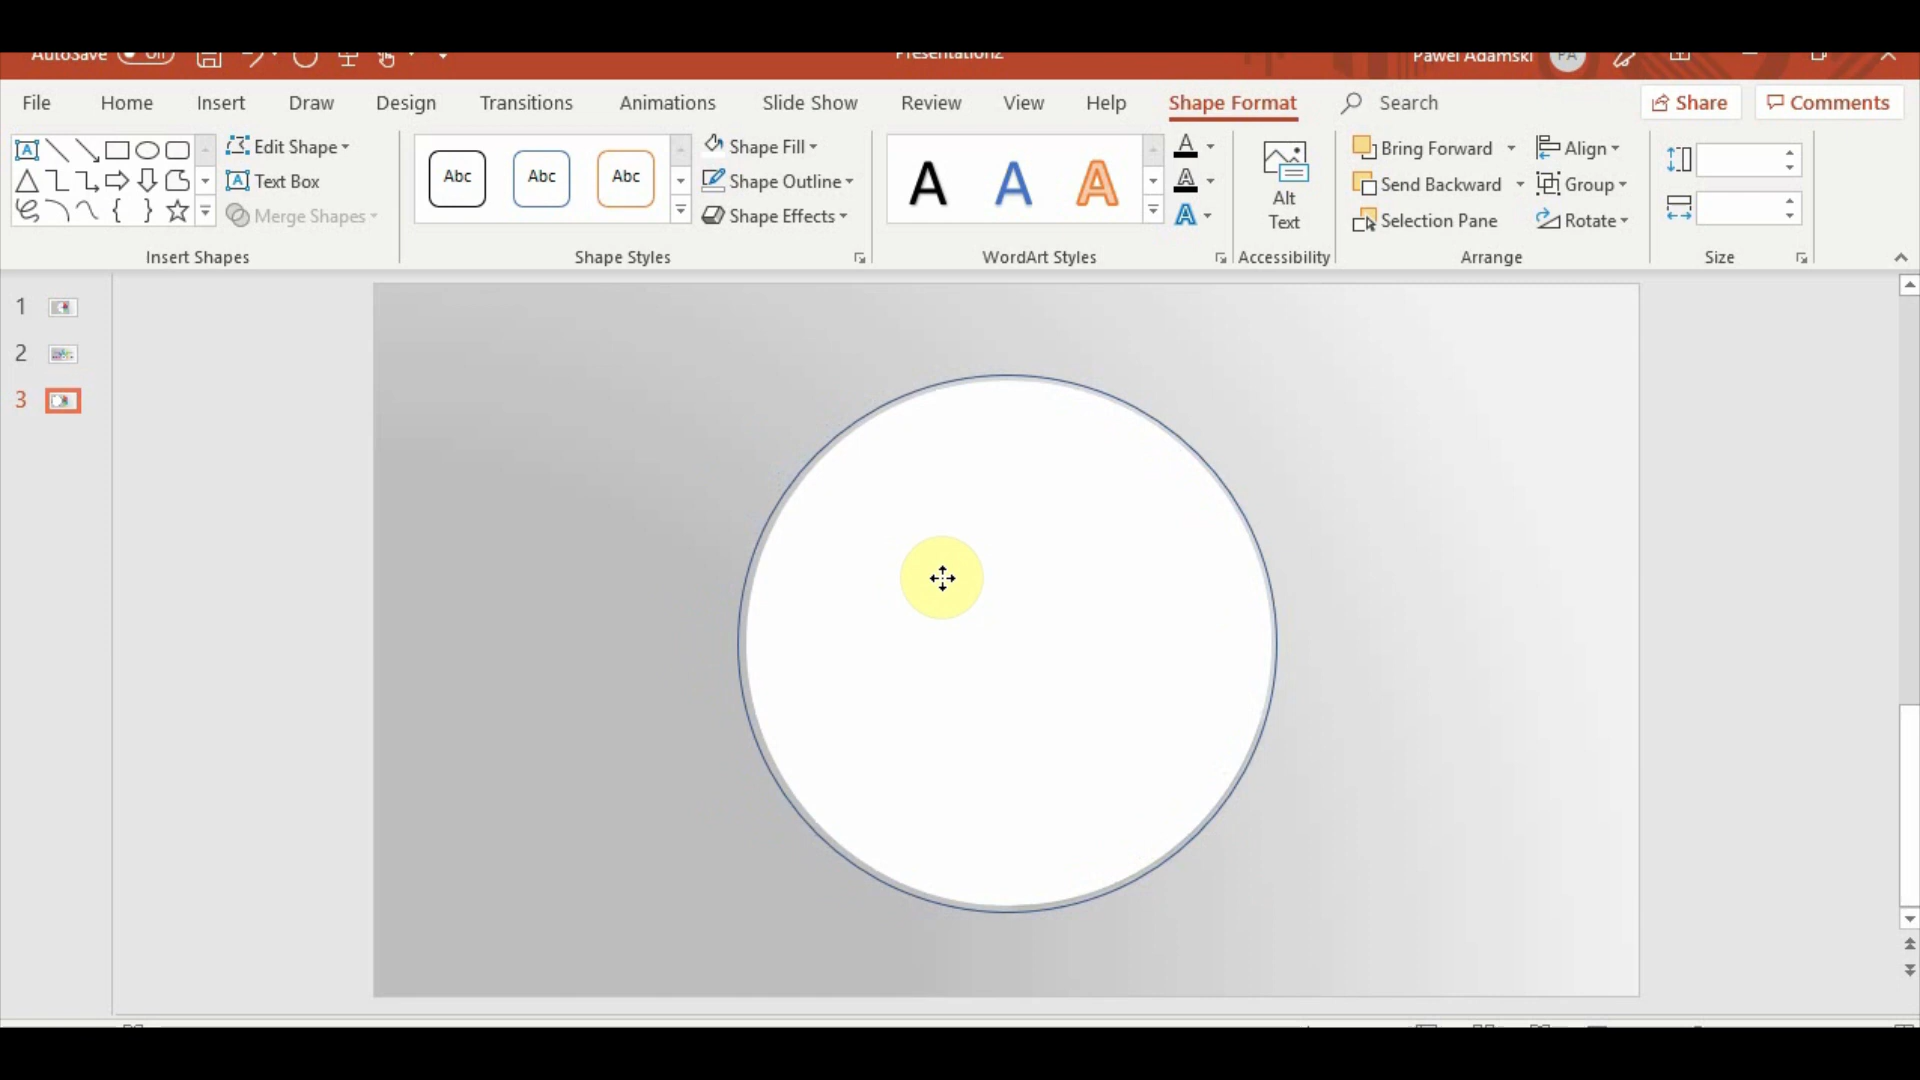 AutoSave Off Presentation2 Pawel Adamski PA
File Home Insert Draw Design Transitions Animations Slide Show Review View Help Shape Format Search Share Comments
A Edit Shape Abc Abc Abc Shape Fill A A A A Bring Forward Align
A Text Box Shape Outline A Alt Text Send Backward Group
Merge Shapes Shape Effects A Selection Pane Rotate
Insert Shapes Shape Styles WordArt Styles Accessibility Arrange Size
1
2
3